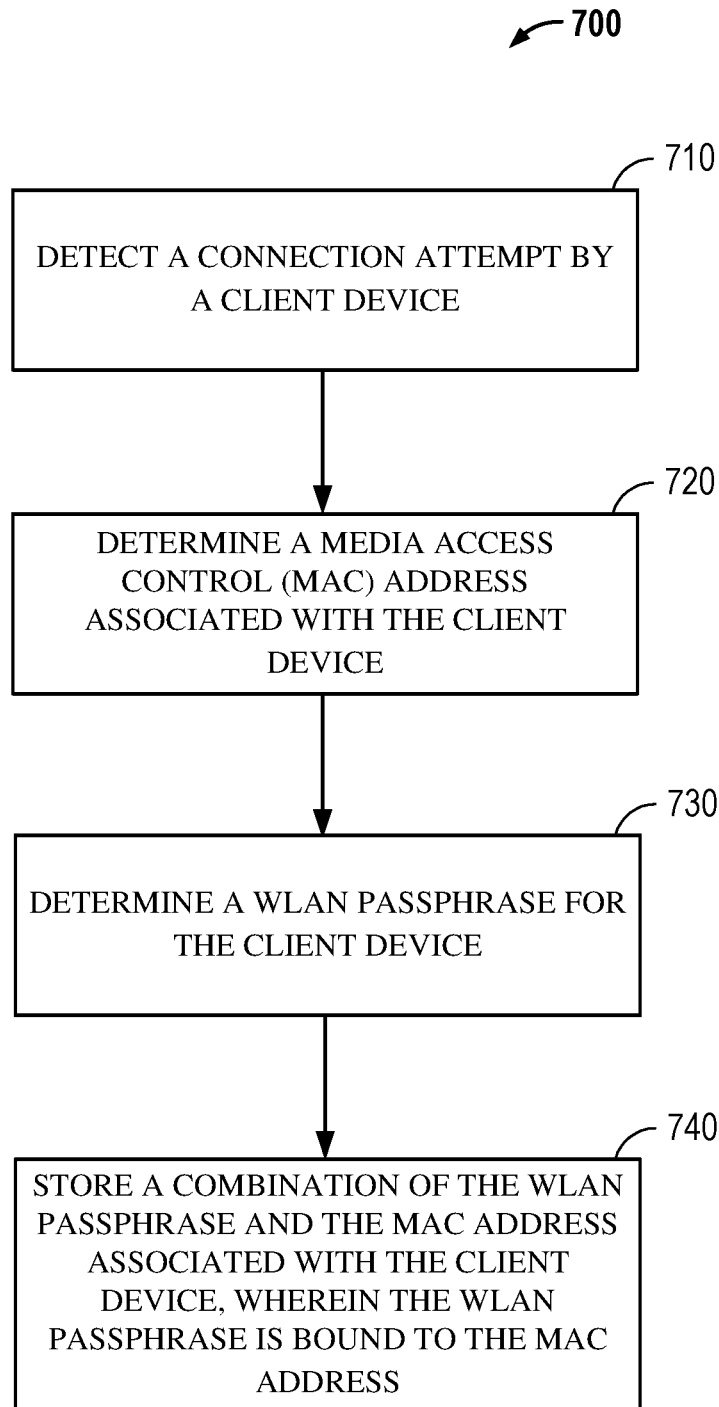 700
710
DETECT A CONNECTION ATTEMPT BY
A CLIENT DEVICE
720
DETERMINE A MEDIA ACCESS
CONTROL (MAC) ADDRESS
ASSOCIATED WITH THE CLIENT
DEVICE
730
DETERMINE A WLAN PASSPHRASE FOR
THE CLIENT DEVICE
740
STORE A COMBINATION OF THE WLAN
PASSPHRASE AND THE MAC ADDRESS
ASSOCIATED WITH THE CLIENT
DEVICE, WHEREIN THE WLAN
PASSPHRASE IS BOUND TO THE MAC
ADDRESS